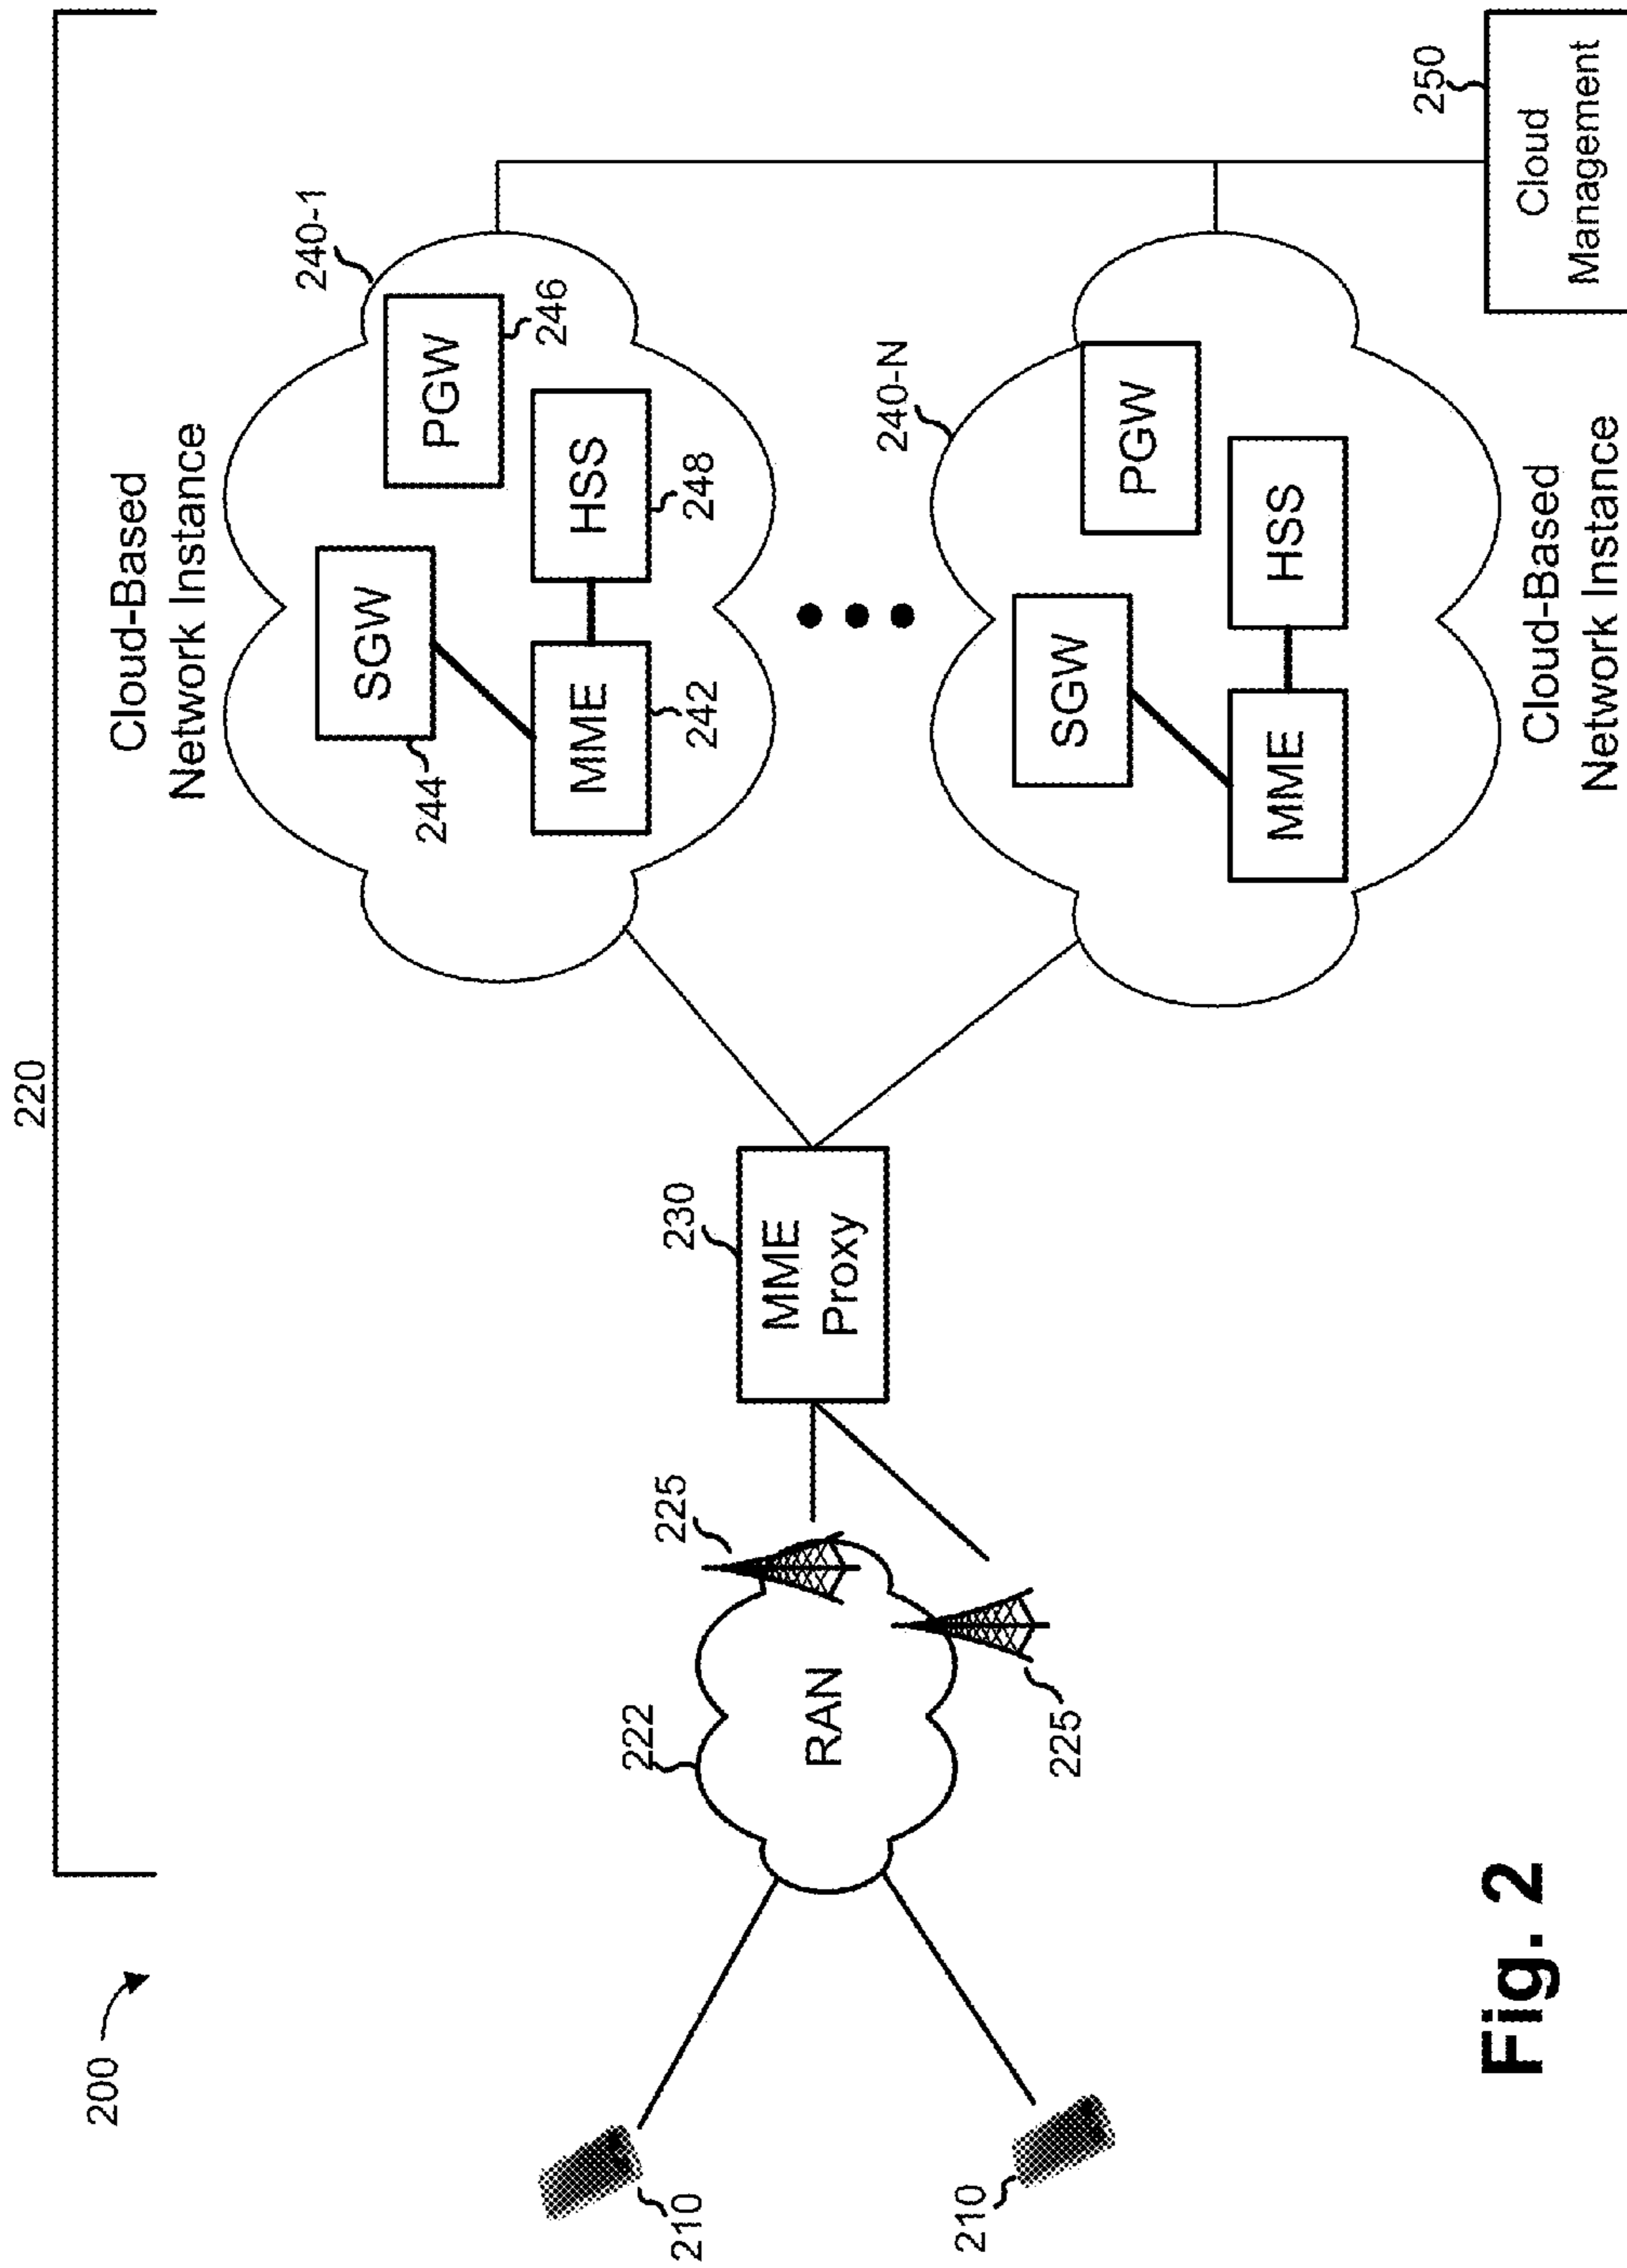 200
220
Cloud-Based
Network Instance
240-1
SGW
244
PGW
246
MME
242
HSS
248
210
222
RAN
225
225
MME
Proxy
230
240-N
SGW
PGW
MME
HSS
Cloud-Based
Network Instance
210
Cloud
Management
250
Fig. 2